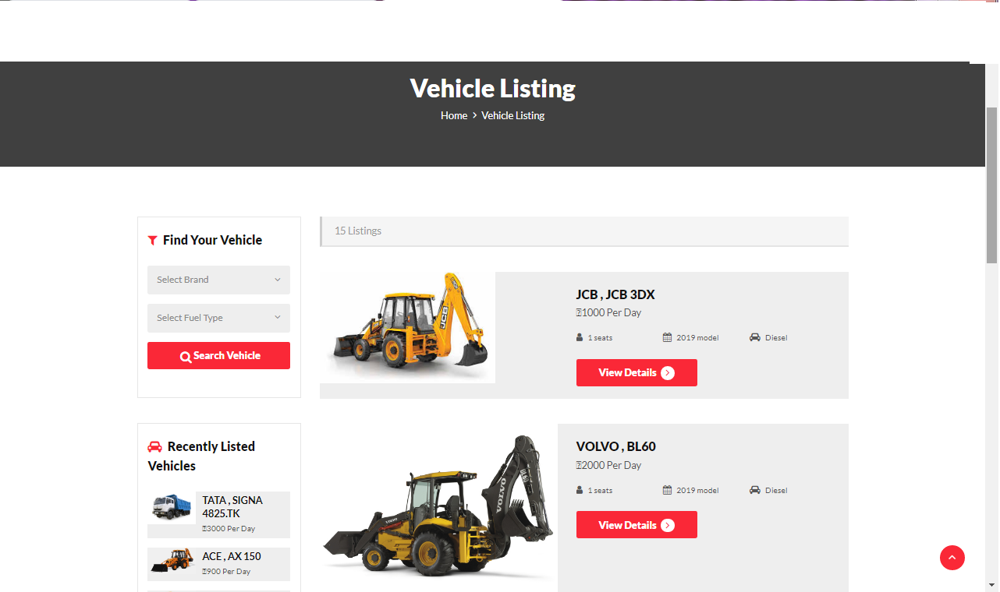 Vehicle Listing
Home > Vehicle Listing
Find Your Vehicle
Select Brand
Select Fuel Type
Search Vehicle
Recently Listed
Vehicles
TATA , SIGNA
4825.TK
3000 Per Day
ACE , AX 150
900 Per Day
15 Listings
JCB
JCB , JCB 3DX
1000 Per Day
1 seats
2019 model
Diesel
View Details
VOLVO
BL60
VOLVO
VOLVO , BL60
2000 Per Day
1 seats
2019 model
Diesel
View Details